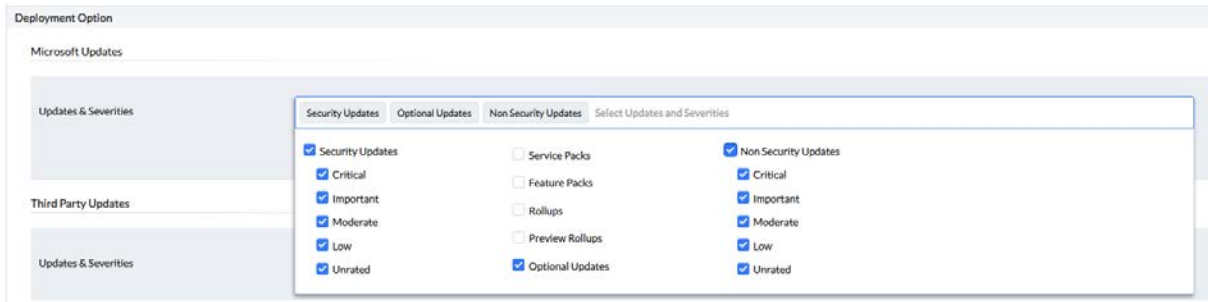 Deployment Option
Microsoft Updates
Updates & Severities
Security Updates Optional Updates Non Security Updates Select Updates and Severities
Security Updates Service Packs Non Security Updates
Critical Feature Packs Critical
Important Rollups Important
Moderate Preview Rollups Moderate
Low Optional Updates Low
Unrated Unrated
Third Party Updates
Updates & Severities